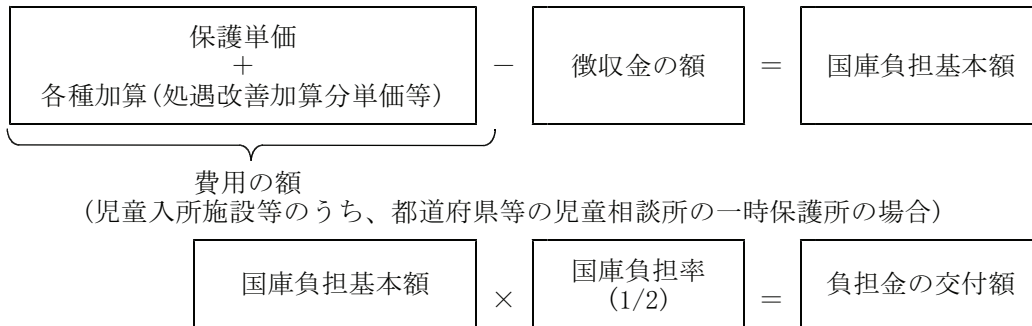 保護単価
+
各種加算(処遇改善加算分単価等)
− 徴収金の額 = 国庫負担基本額
費用の額
(児童入所施設等のうち、都道府県等の児童相談所の一時保護所の場合)
国庫負担基本額 × 国庫負担率 = 負担金の交付額
(1/2)